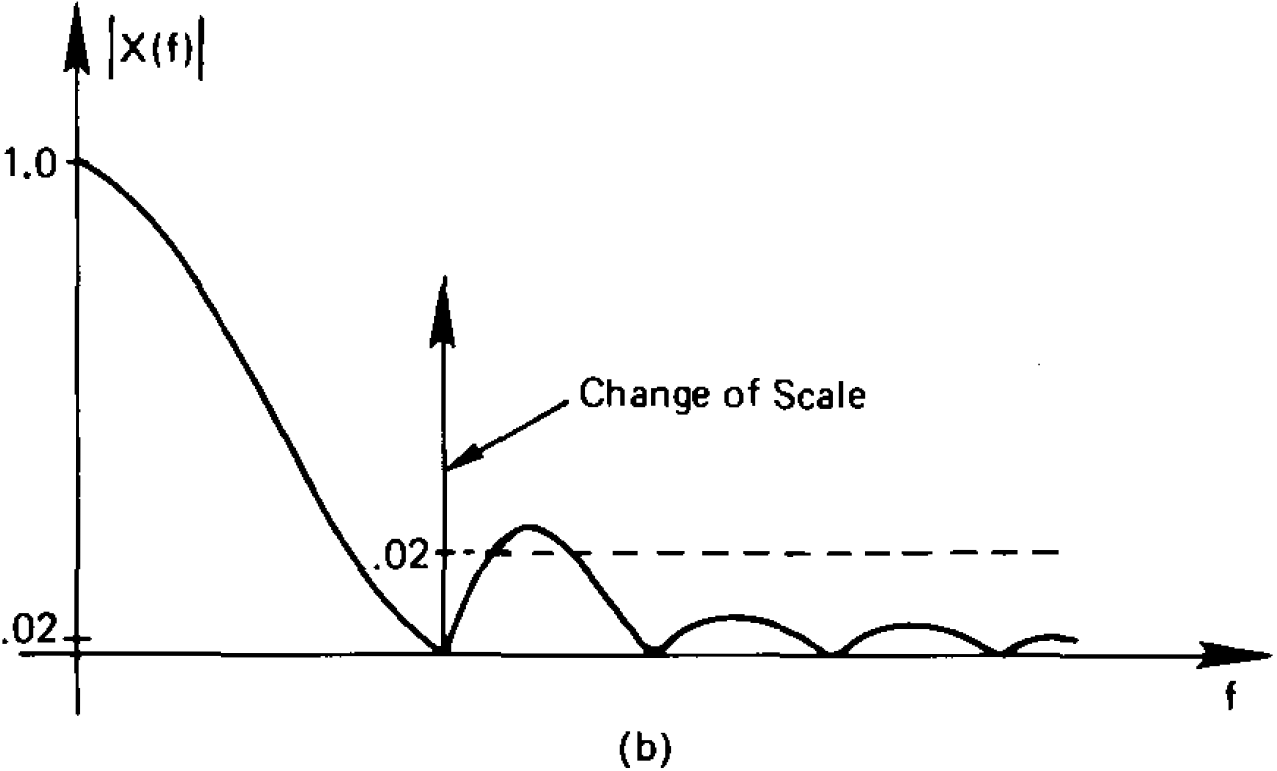 |X(f)|
1.0
Change of Scale
.02
.02
f
(b)